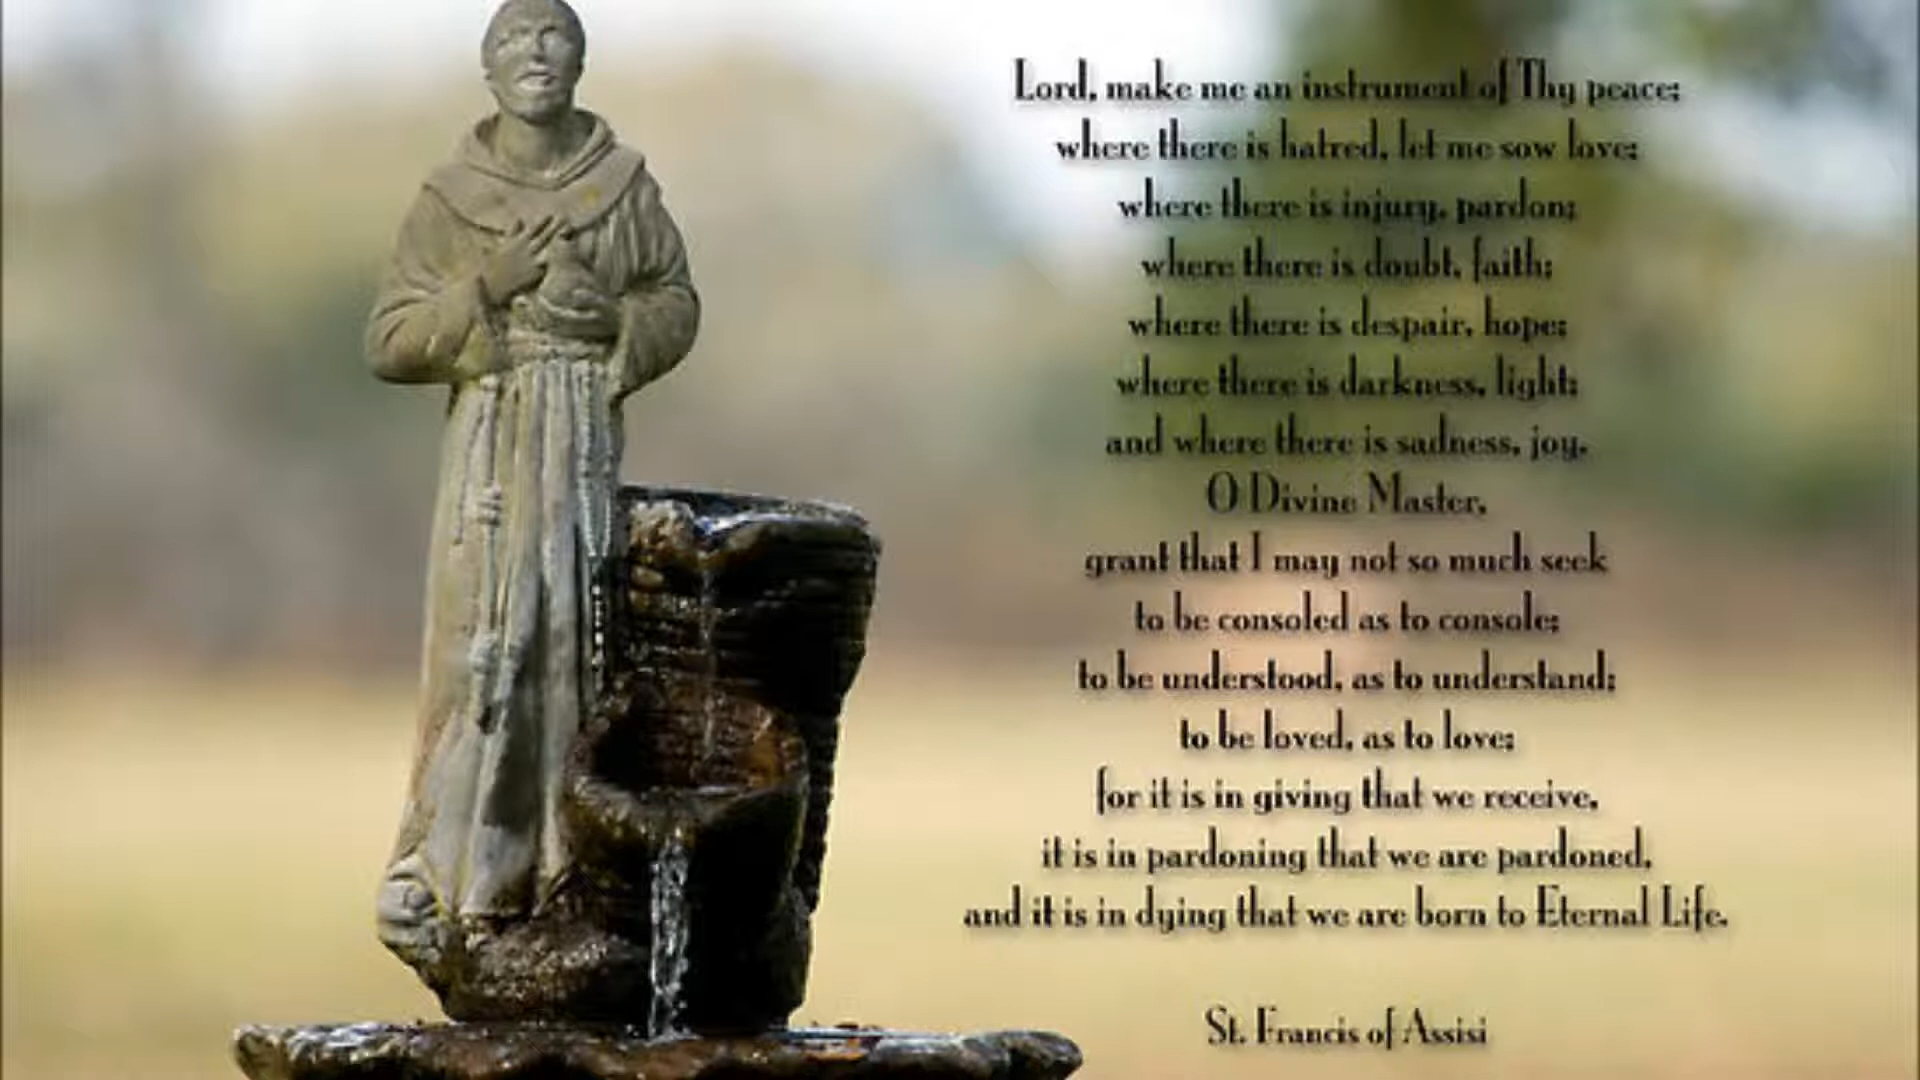 Lord, make me an instrument of Thy peace;
where there is hatred, let me sow love;
where there is injury, pardon;
where there is doubt, faith;
where there is despair, hope;
where there is darkness, light;
and where there is sadness, joy.
O Divine Master,
grant that I may not so much seek
to be consoled as to console;
to be understood, as to understand;
to be loved, as to love;
for it is in giving that we receive,
it is in pardoning that we are pardoned,
and it is in dying that we are born to Eternal Life.
St. Francis of Assisi